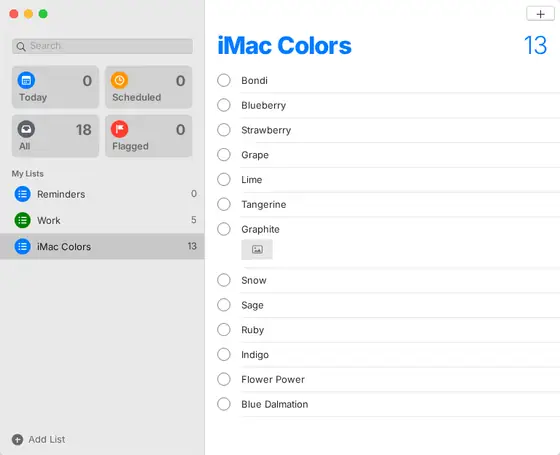 Search
0
Today
0
Scheduled
18
All
0
Flagged
My Lists
Reminders 0
Work 5
iMac Colors 13
Add List
iMac Colors 13
Bondi
Blueberry
Strawberry
Grape
Lime
Tangerine
Graphite
Snow
Sage
Ruby
Indigo
Flower Power
Blue Dalmation